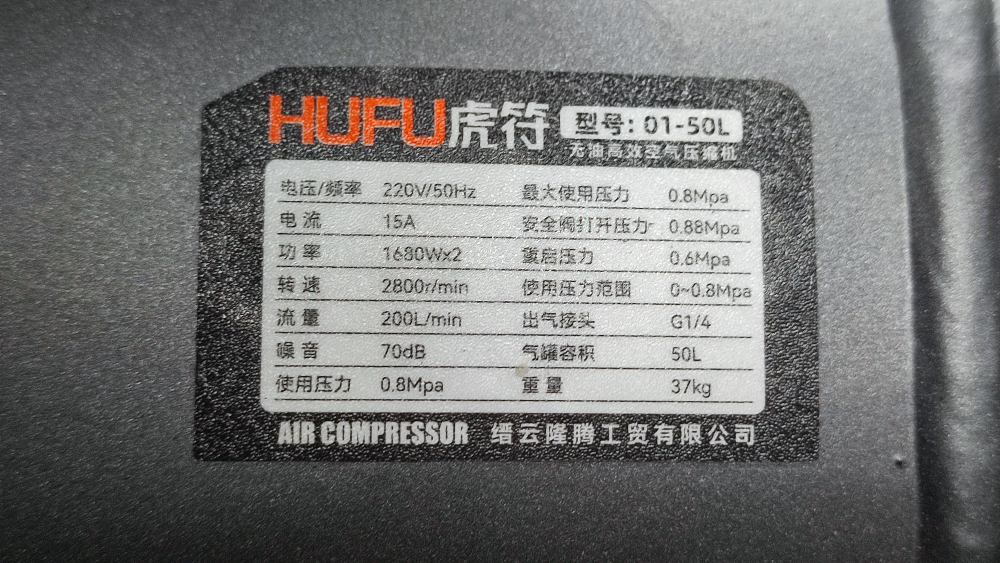 HUFU虎符 型号: 01-50L
无油高效空气压缩机
电压/频率 220V/50Hz 最大使用压力 0.8Mpa
电流 15A 安全阀打开压力 0.88Mpa
功率 1680Wx2 重启压力 0.6Mpa
转速 2800r/min 使用压力范围 0~0.8Mpa
流量 200L/min 出气接头 G1/4
噪音 70dB 气罐容积 50L
使用压力 0.8Mpa 重量 37kg
AIR COMPRESSOR 缙云隆腾工贸有限公司